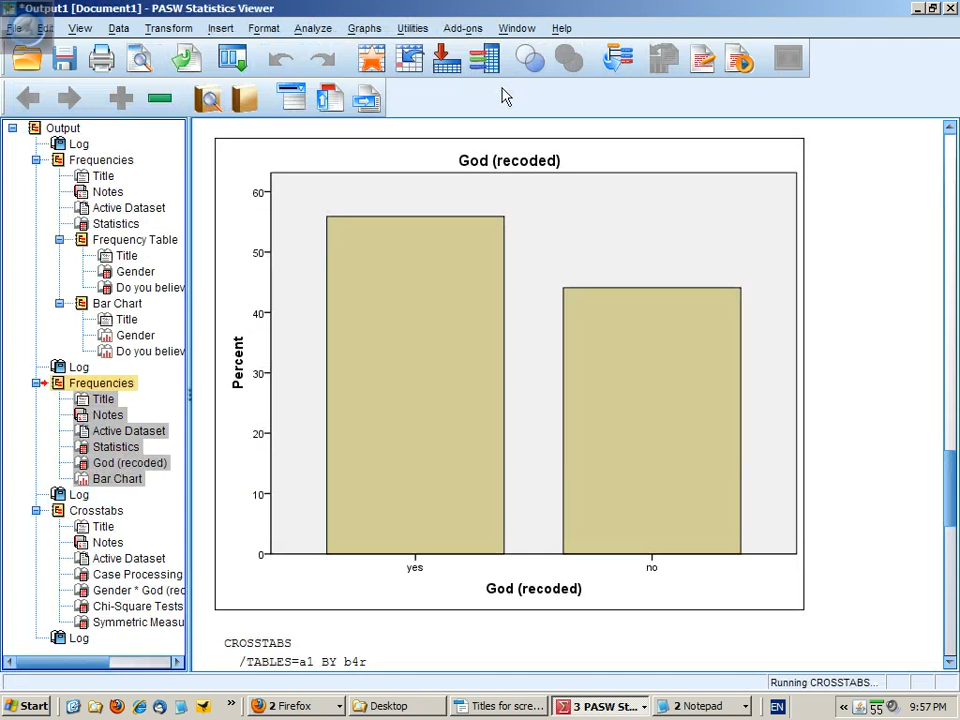 *Output1 [Document1] - PASW Statistics Viewer
View Data Transform Insert Format Analyze Graphs Utilities Add-ons Window Help
Output
Log
Frequencies
Title
Notes
Active Dataset
Statistics
Frequency Table
Title
Gender
Do you believ
Bar Chart
Title
Gender
Do you believ
Log
Frequencies
Title
Notes
Active Dataset
Statistics
God (recoded)
Bar Chart
Log
Crosstabs
Title
Notes
Active Dataset
Case Processing
Gender * God (rec
Chi-Square Tests
Symmetric Measu
Log
God (recoded)
60
50
40
30
20
10
0
Percent
yes no
God (recoded)
CROSSTABS
/TABLES=a1 BY b4r
Running CROSSTABS...
Start » 2 Firefox Desktop Titles for scre... 3 PASW St... 2 Notepad EN « 55 9:57 PM